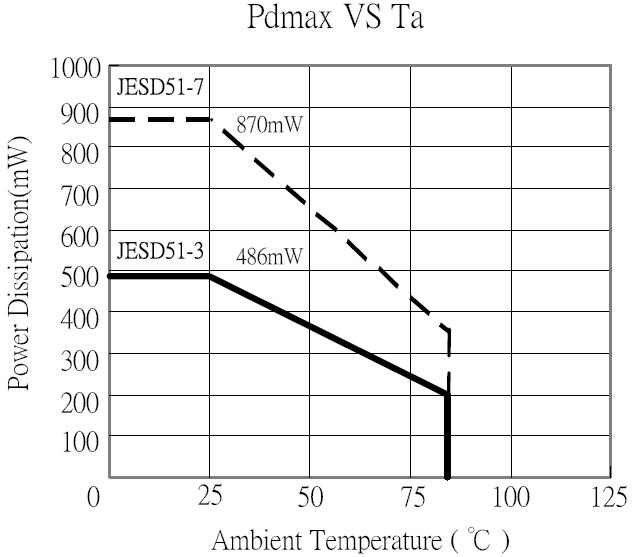 Pdmax VS Ta
1000
JESD51-7
900
870mW
800
700
600
JESD51-3
486mW
500
400
300
200
100
0
25
50
75
100
125
Power Dissipation(mW)
Ambient Temperature ( °C )